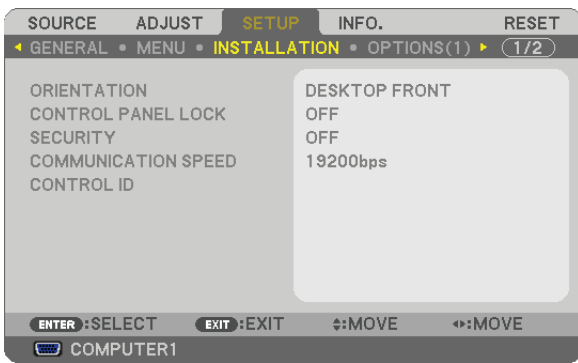 SOURCE ADJUST SETUP INFO. RESET
GENERAL • MENU • INSTALLATION • OPTIONS(1) 1/2
ORIENTATION DESKTOP FRONT
CONTROL PANEL LOCK OFF
SECURITY OFF
COMMUNICATION SPEED 19200bps
CONTROL ID
ENTER :SELECT EXIT :EXIT :MOVE :MOVE
COMPUTER1